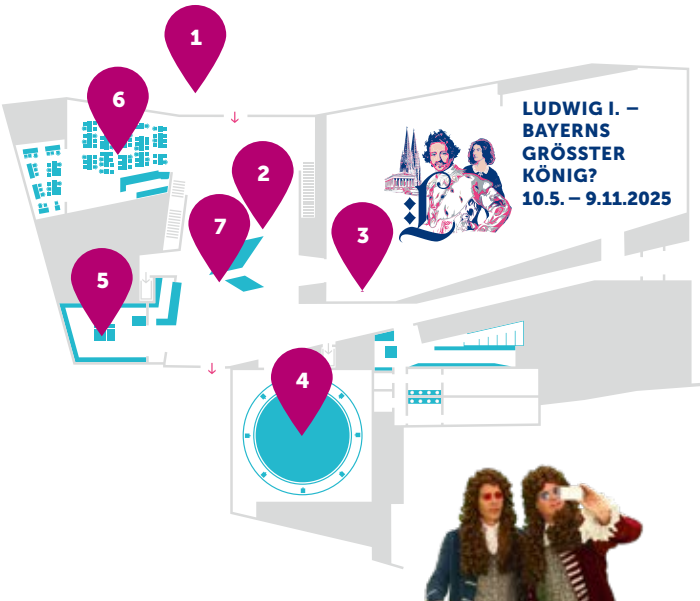 1
6
2
7
3
5
4
LUDWIG I. –
BAYERNS
GRÖSSTER
KÖNIG?
10.5. – 9.11.2025
L